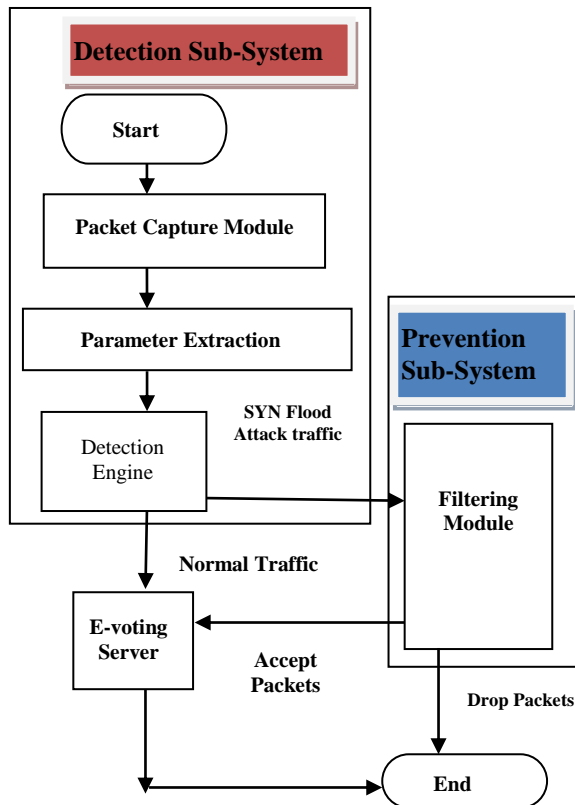 Detection Sub-System
Start
Packet Capture Module
Parameter Extraction
Prevention
Sub-System
SYN Flood
Attack traffic
Detection
Engine
Filtering
Module
Normal Traffic
E-voting
Server
Accept
Packets
Drop Packets
End